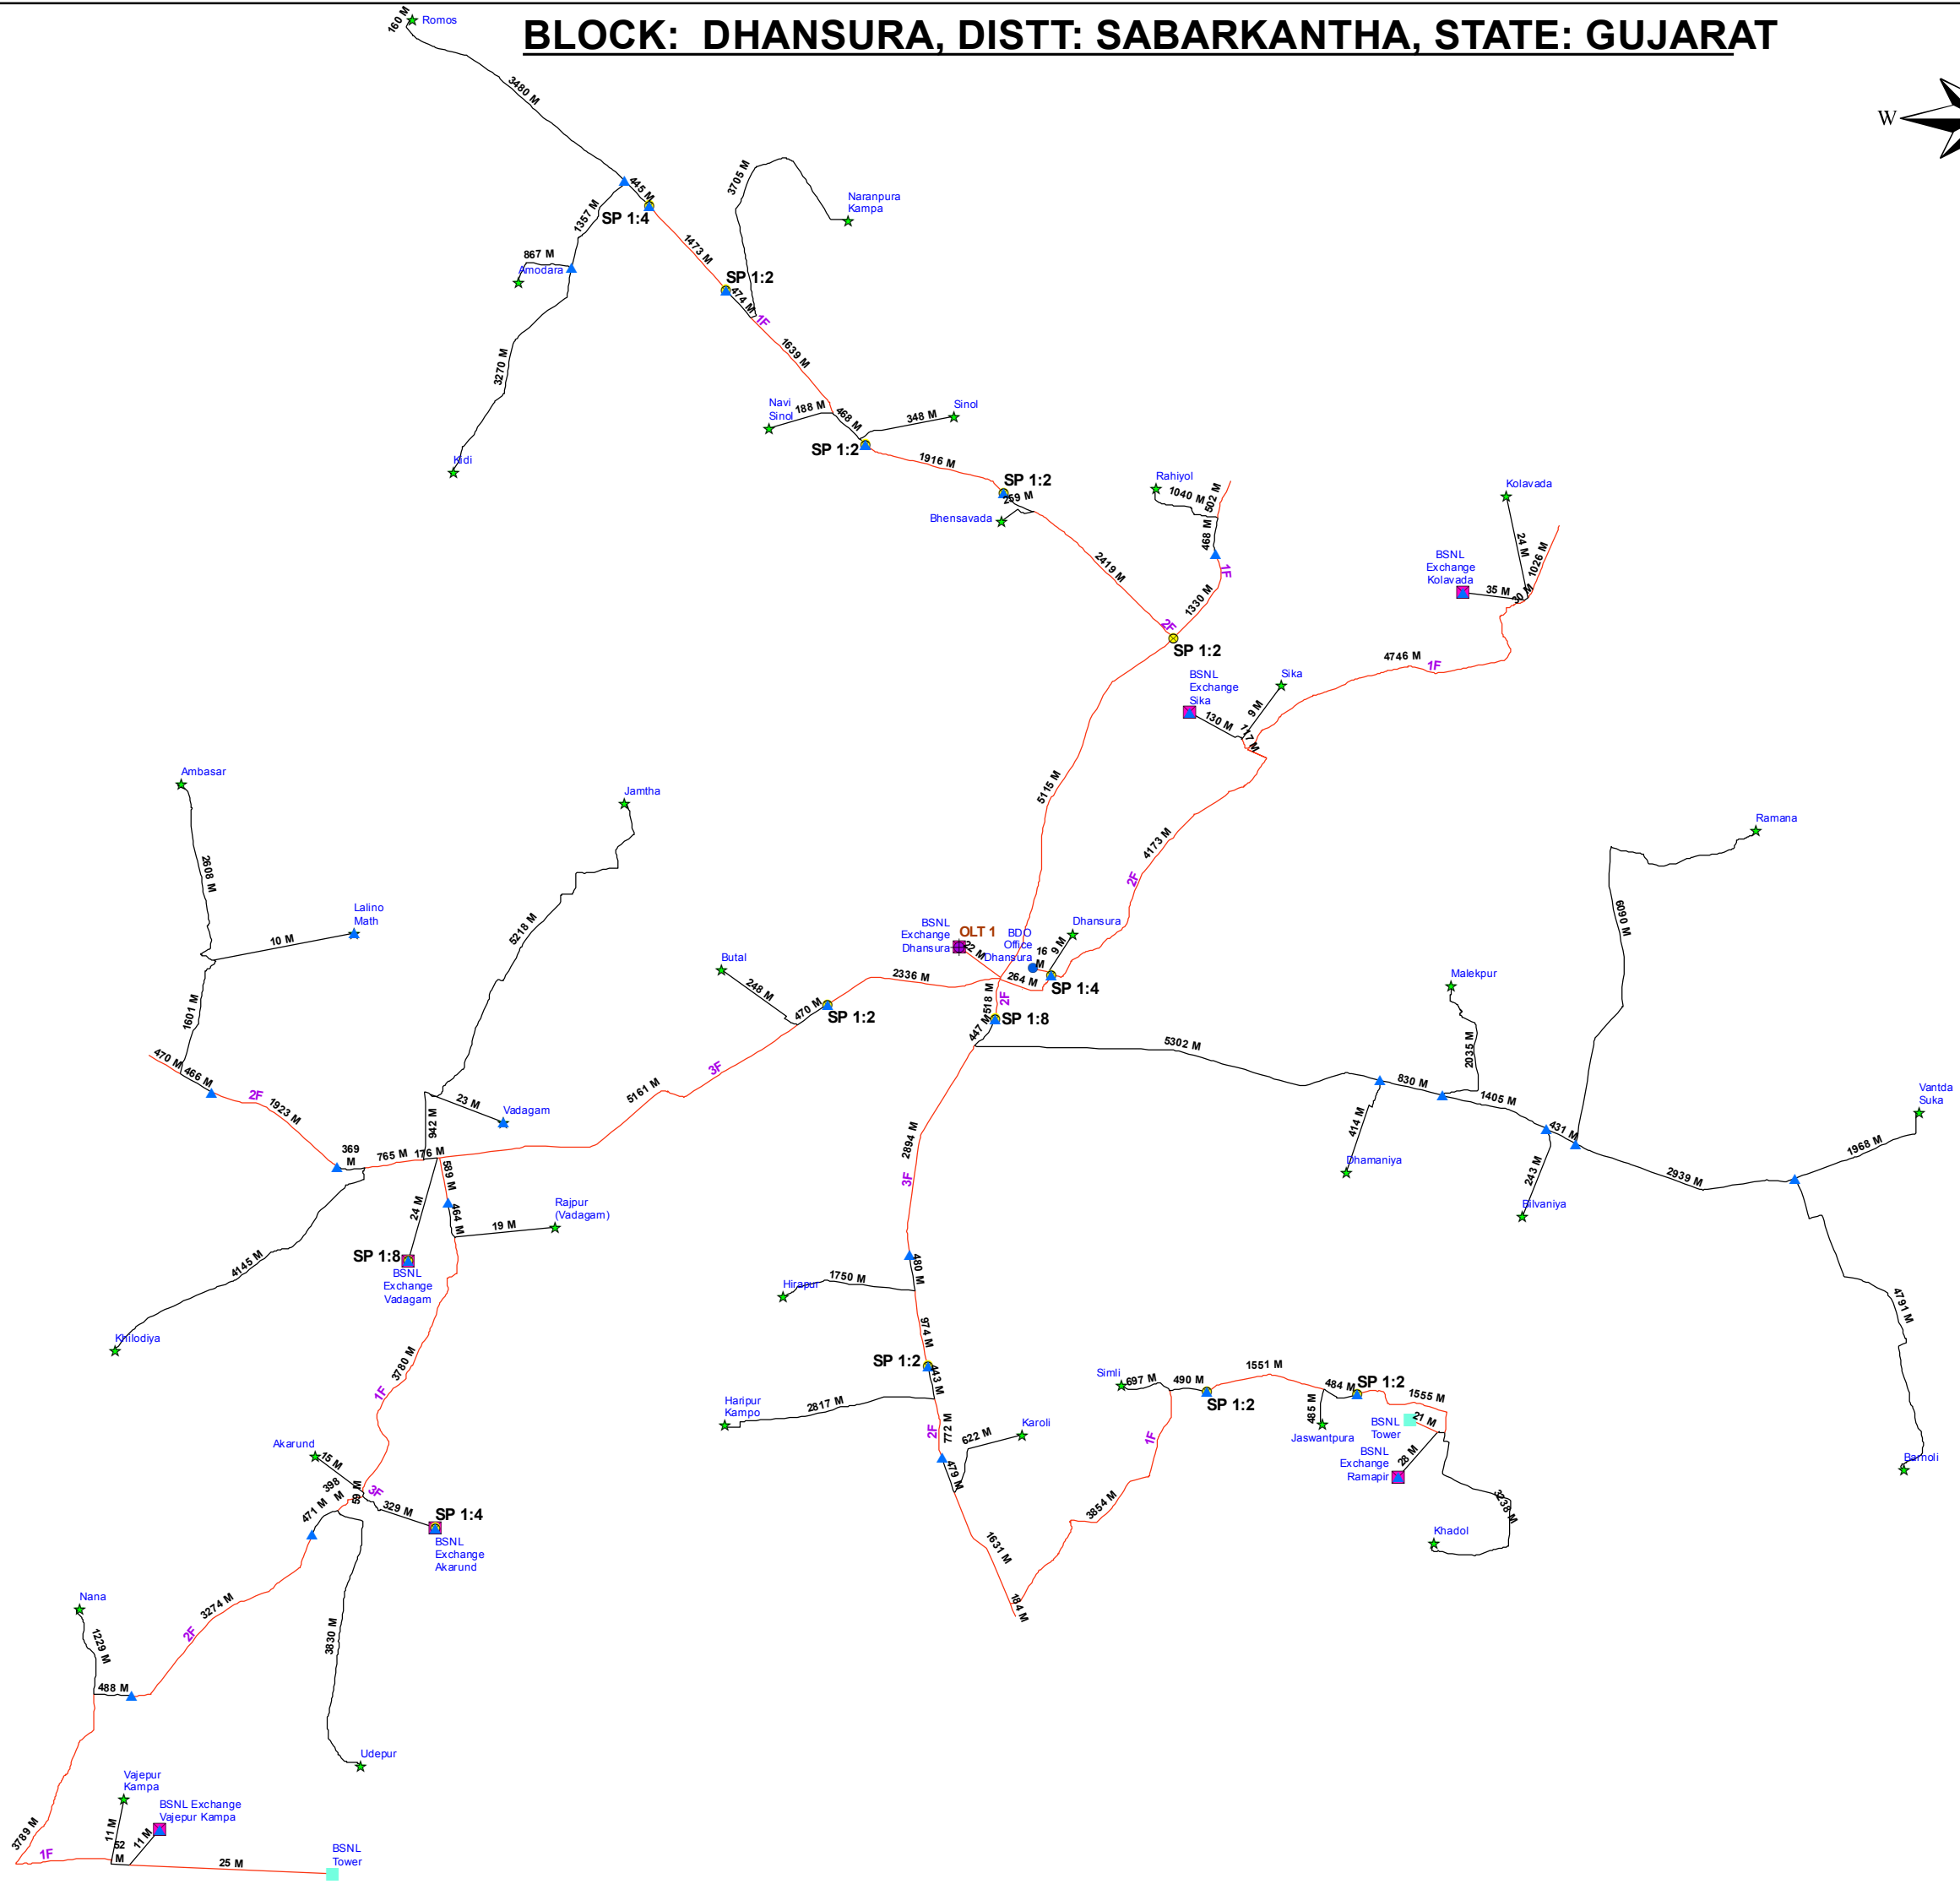 BLOCK:  DHANSURA, DISTT: SABARKANTHA, STATE: GUJARAT
W
160 M
Romos
3480 M
445 M
SP 1:4
1357 M
867 M
Amodara
3270 M
Kidi
1473 M
SP 1:2
474 M
1F
3705 M
Naranpura
Kampa
1639 M
Navi
Sinol
188 M
468 M
348 M
Sinol
SP 1:2
1916 M
SP 1:2
259 M
Bhensavada
2419 M
Rahiyol
1040 M
502 M
468 M
1F
1330 M
2F
SP 1:2
Kolavada
24 M
1026 M
BSNL
Exchange
Kolavada
35 M
30 M
4746 M
1F
BSNL
Exchange
Sika
Sika
130 M
9 M
117 M
5115 M
4173 M
2F
Ambasar
2608 M
Lalino
Math
10 M
1601 M
470 M
466 M
2F
1923 M
369
M
765 M
176 M
Jamtha
5218 M
942 M
23 M
Vadagam
Butal
248 M
470 M
SP 1:2
2336 M
3F
5161 M
BSNL
Exchange
Dhansura
OLT 1
22 M
BDO
Office
Dhansura
16
M
9 M
Dhansura
264 M
SP 1:4
518 M
2F
SP 1:8
447 M
5302 M
Ramana
6090 M
Malekpur
2035 M
830 M
1405 M
414 M
Dhamaniya
431 M
243 M
Bilvaniya
2939 M
Vantda
Suka
1968 M
4791 M
Barnoli
589 M
464 M
24 M
Rajpur
(Vadagam)
19 M
SP 1:8
BSNL
Exchange
Vadagam
4145 M
Khilodiya
3780 M
1F
2894 M
3F
480 M
1750 M
Hirapur
974 M
SP 1:2
443 M
Haripur
Kampo
2817 M
2F
772 M
622 M
Karoli
479 M
1631 M
184 M
3854 M
1F
Simli
697 M
490 M
SP 1:2
1551 M
485 M
Jaswantpura
484 M
SP 1:2
1555 M
BSNL
Tower
21 M
BSNL
Exchange
Ramapir
28 M
3238 M
Khadol
Akarund
15 M
398
M
59 M
3F
329 M
SP 1:4
BSNL
Exchange
Akarund
471 M
3274 M
2F
3830 M
Udepur
Nana
1229 M
488 M
3789 M
1F
Vajepur
Kampa
11 M
52
M
11 M
BSNL Exchange
Vajepur Kampa
25 M
BSNL
Tower